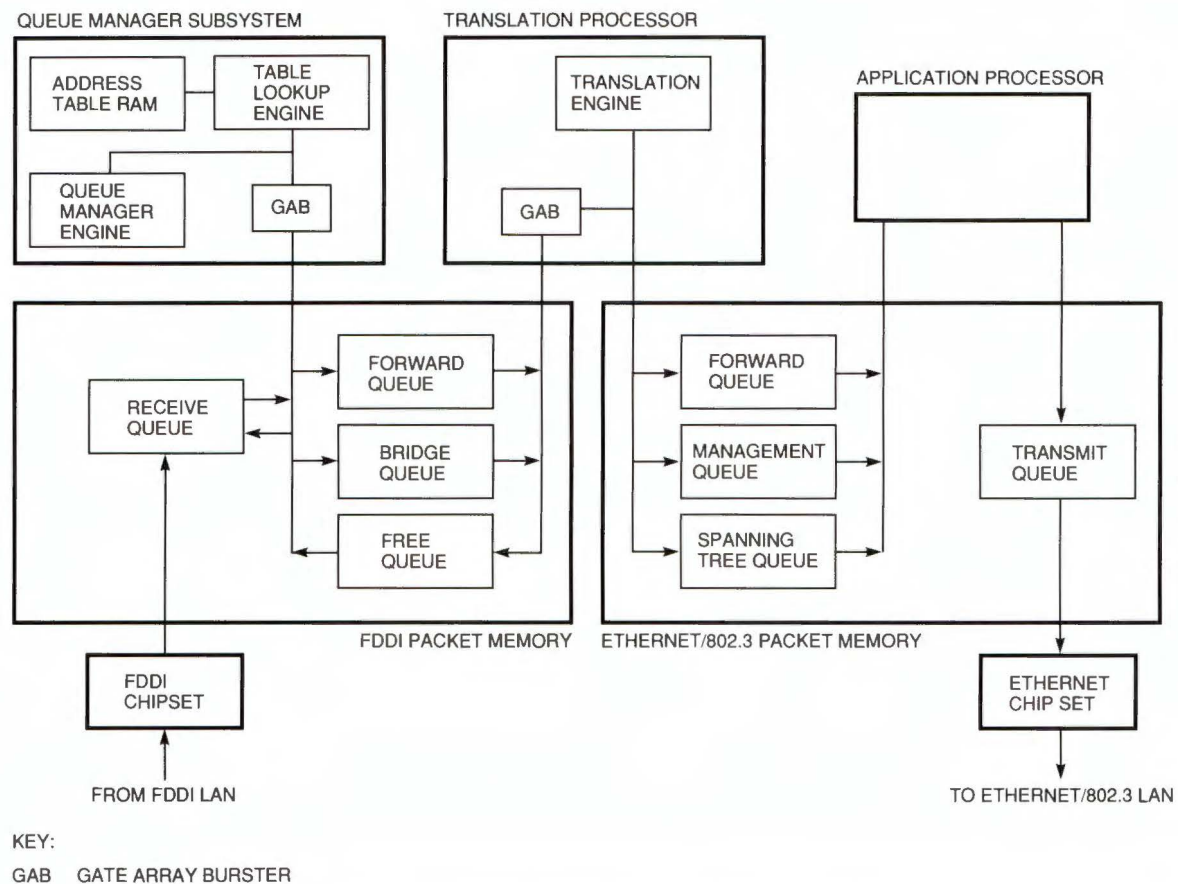 QUEUE MANAGER SUBSYSTEM
ADDRESS
TABLE RAM
TABLE
LOOKUP
ENGINE
QUEUE
MANAGER
ENGINE
GAB
TRANSLATION PROCESSOR
TRANSLATION
ENGINE
GAB
APPLICATION PROCESSOR
RECEIVE
QUEUE
FORWARD
QUEUE
BRIDGE
QUEUE
FREE
QUEUE
FDDI PACKET MEMORY
FORWARD
QUEUE
MANAGEMENT
QUEUE
SPANNING
TREE QUEUE
TRANSMIT
QUEUE
ETHERNET/802.3 PACKET MEMORY
FDDI
CHIPSET
FROM FDDI LAN
ETHERNET
CHIP SET
TO ETHERNET/802.3 LAN
KEY:
GAB GATE ARRAY BURSTER